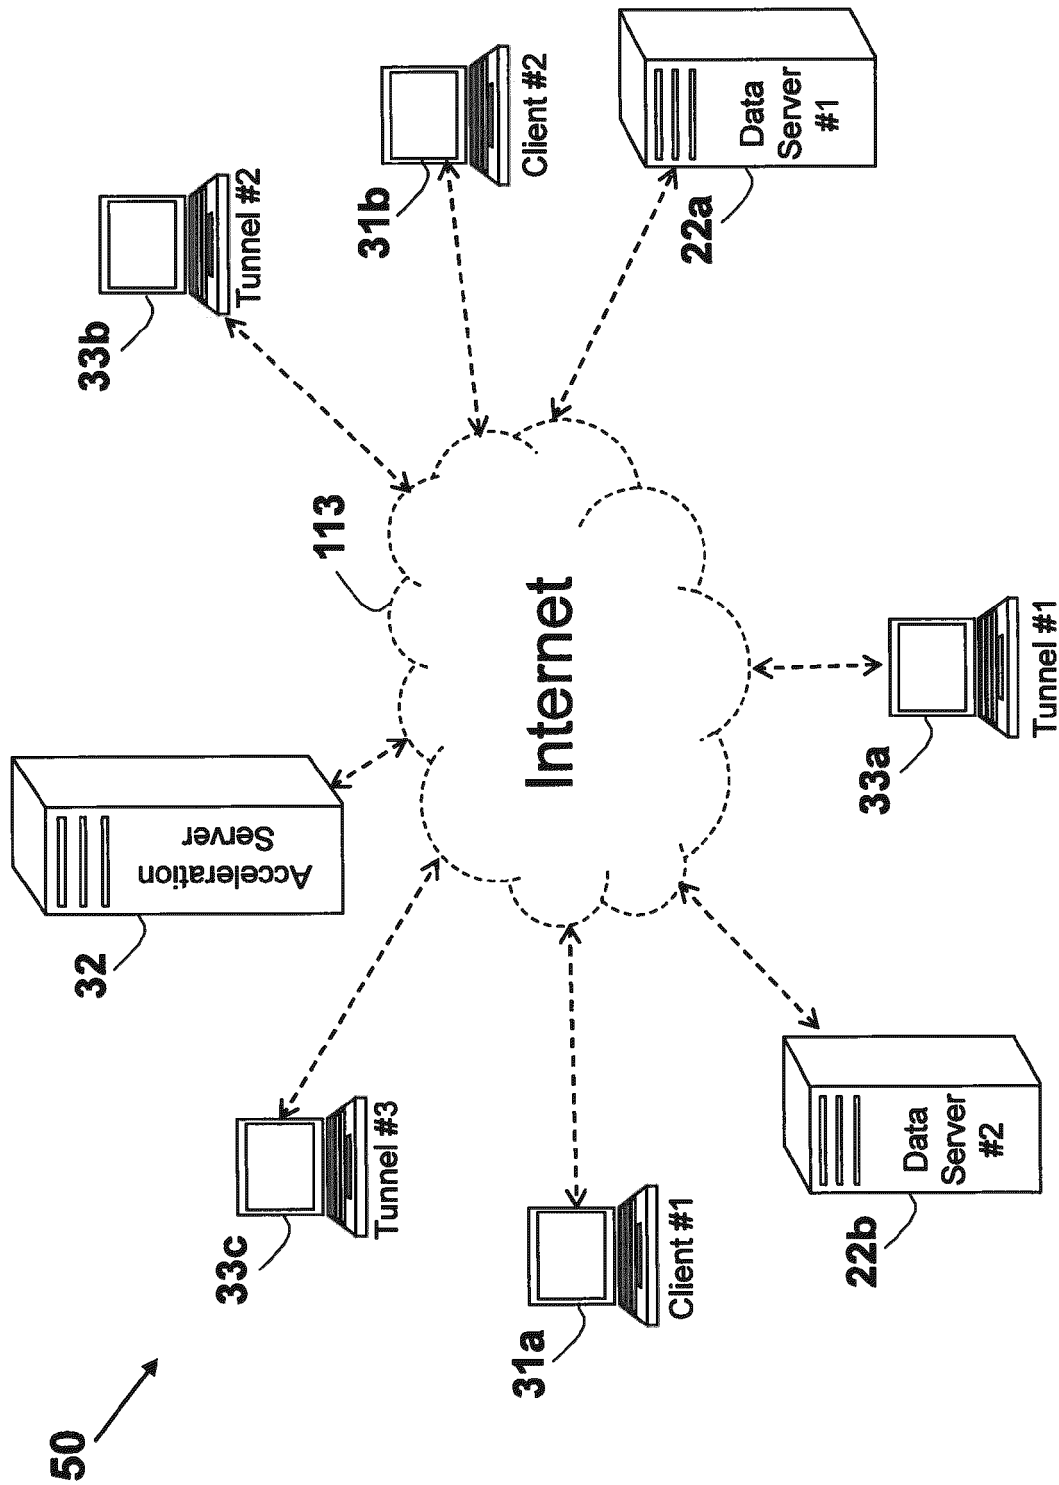 50
32
33b
Acceleration
Server
33c
Tunnel #2
113
31b
Tunnel #3
31a
Client #2
Internet
Client #1
22a
Data
Server
#1
22b
33a
Data
Server
#2
Tunnel #1